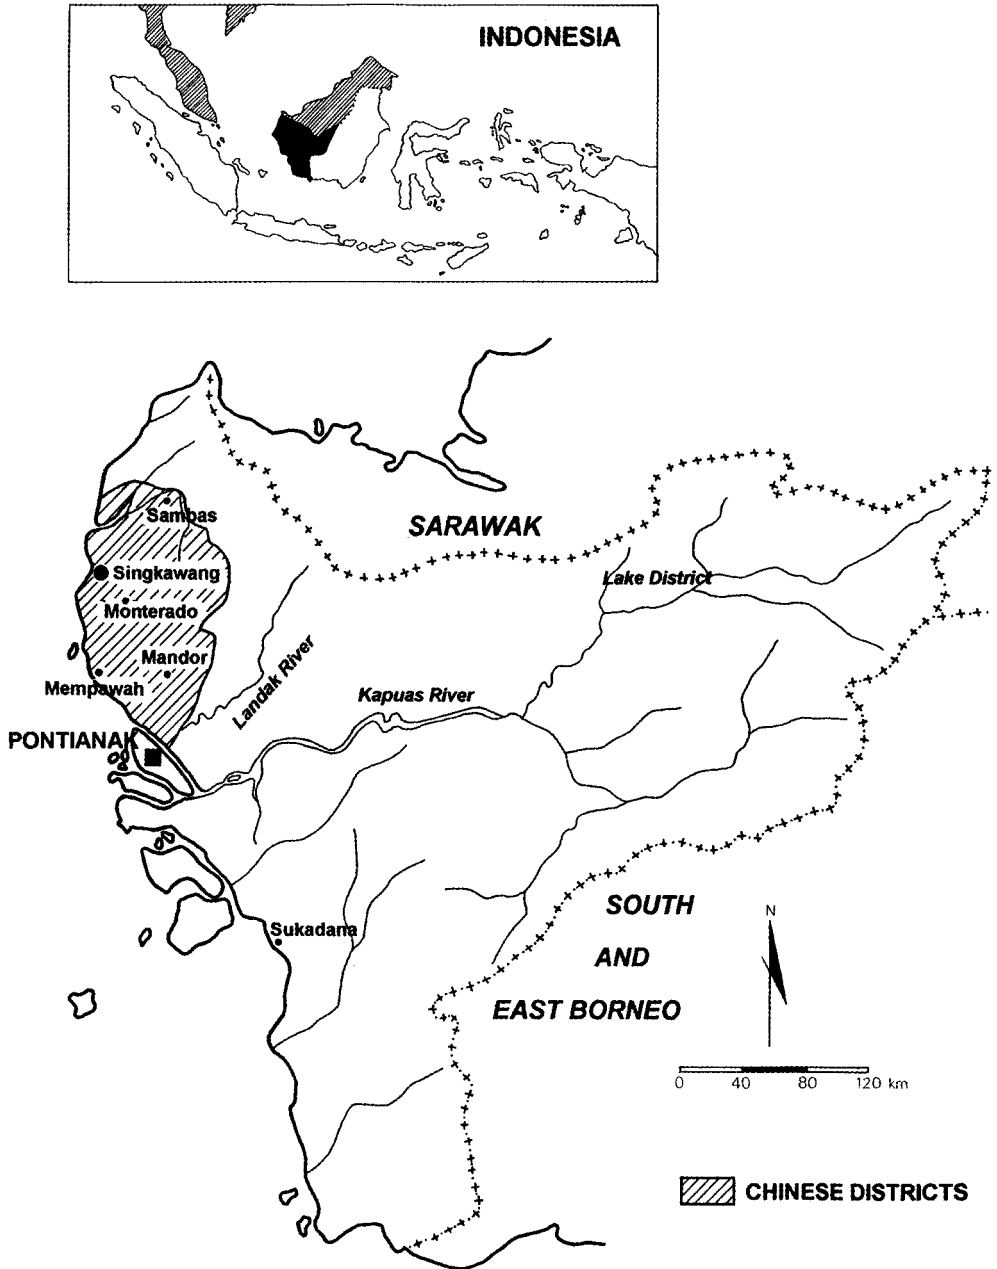 INDONESIA
SARAWAK
Sambas
Singkawang
Lake District
Monterado
Mandor
Landak River
Mempawah
Kapuas River
PONTIANAK
SOUTH
AND
EAST BORNEO
Sukadana
N
0 40 80 120 km
CHINESE DISTRICTS